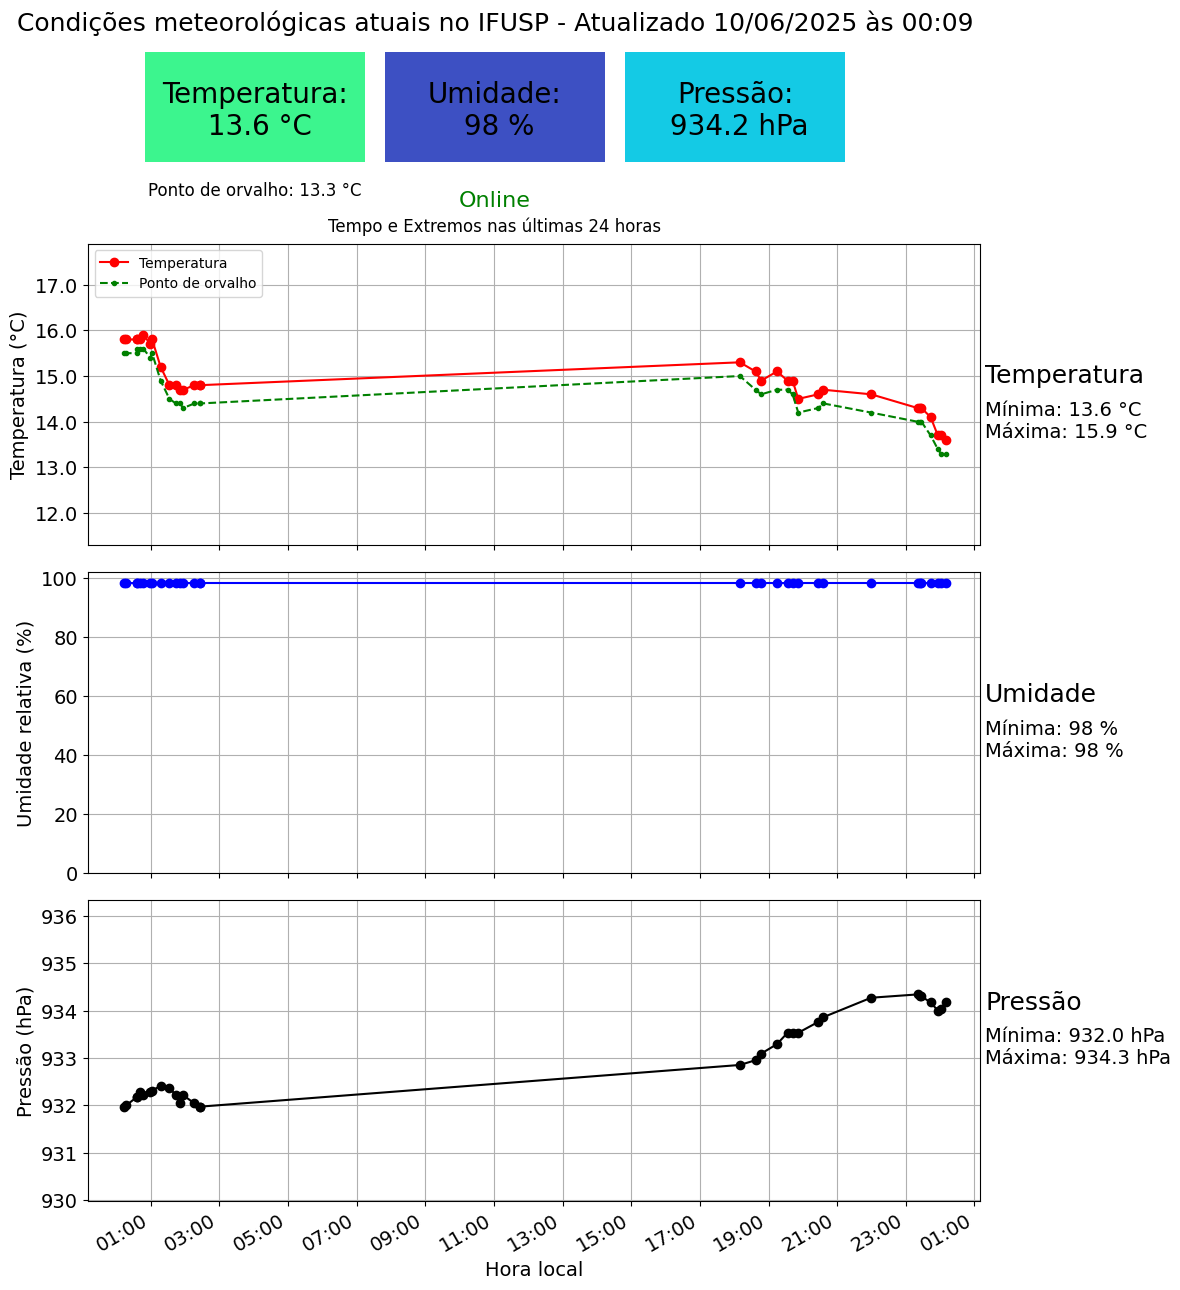 Condições meteorológicas atuais no IFUSP - Atualizado 10/06/2025 às 00:09
Temperatura:
13.6 °C
Umidade:
98 %
Pressão:
934.2 hPa
Ponto de orvalho: 13.3 °C
Online
Tempo e Extremos nas últimas 24 horas
Temperatura
Ponto de orvalho
Temperatura (°C)
17.0
16.0
15.0
14.0
13.0
12.0
Temperatura
Mínima: 13.6 °C
Máxima: 15.9 °C
Umidade relativa (%)
100
80
60
40
20
0
Umidade
Mínima: 98 %
Máxima: 98 %
Pressão (hPa)
936
935
934
933
932
931
930
Pressão
Mínima: 932.0 hPa
Máxima: 934.3 hPa
01:00 03:00 05:00 07:00 09:00 11:00 13:00 15:00 17:00 19:00 21:00 23:00 01:00
Hora local